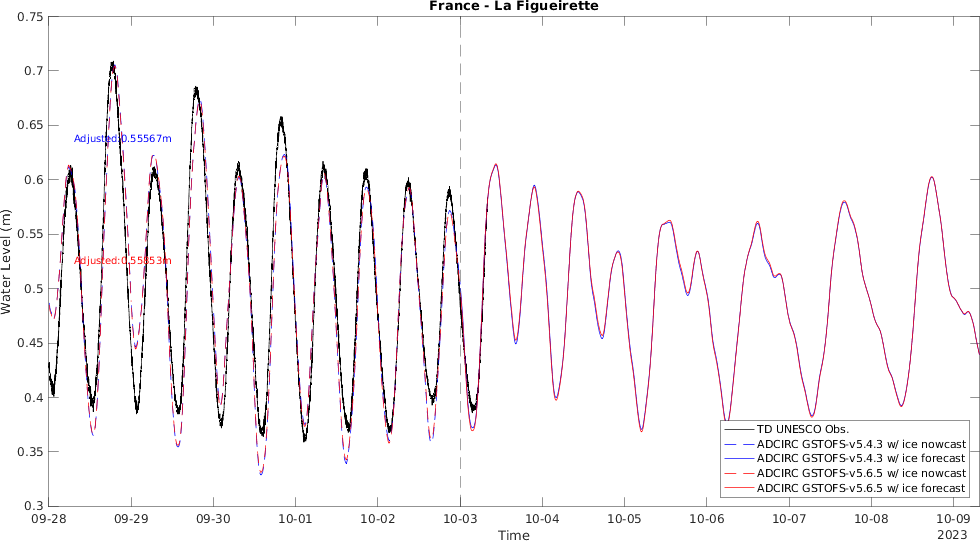 France - La Figueirette
0.75
0.7
0.65
0.6
0.55
0.5
0.45
0.4
0.35
0.3
Water Level (m)
Adjusted:0.55567m
Adjusted:0.55853m
TD UNESCO Obs.
ADCIRC GSTOFS-v5.4.3 w/ ice nowcast
ADCIRC GSTOFS-v5.4.3 w/ ice forecast
ADCIRC GSTOFS-v5.6.5 w/ ice nowcast
ADCIRC GSTOFS-v5.6.5 w/ ice forecast
09-28 09-29 09-30 10-01 10-02 10-03 10-04 10-05 10-06 10-07 10-08 10-09
Time
2023